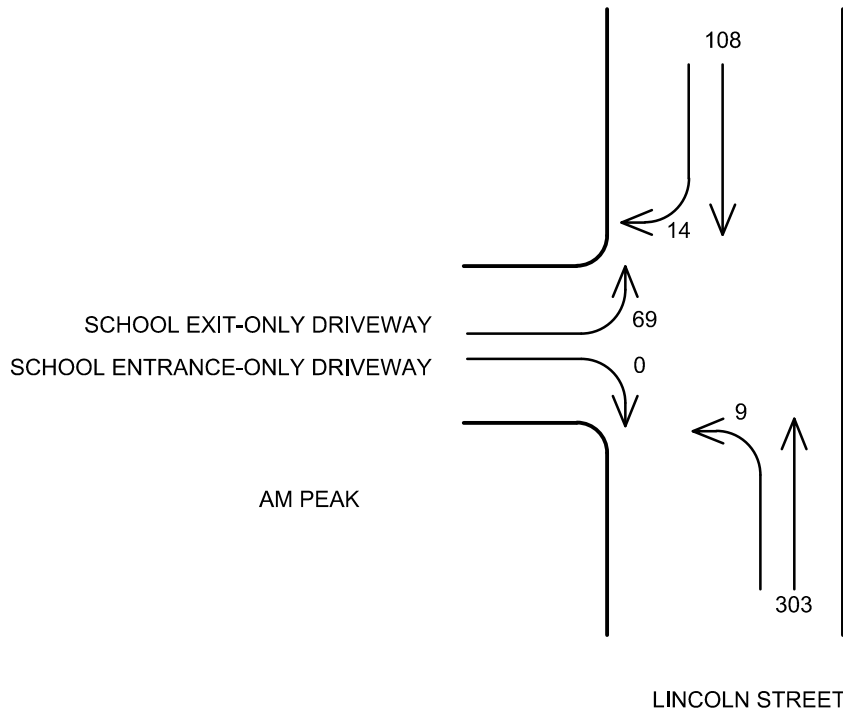 108
14
SCHOOL EXIT-ONLY DRIVEWAY
69
SCHOOL ENTRANCE-ONLY DRIVEWAY
0
9
AM PEAK
303
LINCOLN STREET